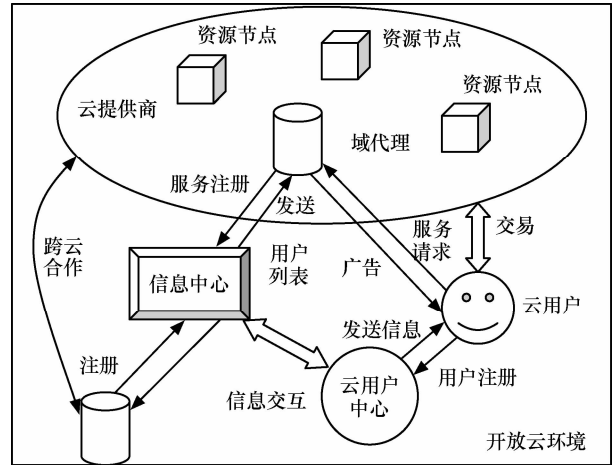 资源节点
资源节点
资源节点
云提供商
域代理
服务注册
发送
服务
请求
交易
跨云
合作
用户
列表
广告
信息中心
云用户
发送信息
注册
云用户
中心
用户注册
信息交互
开放云环境